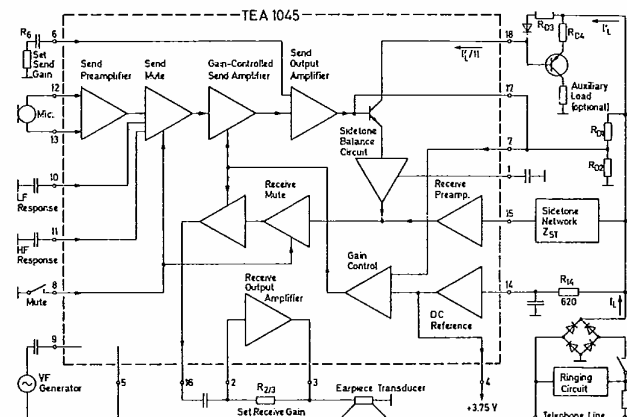 TEA 1045
R6
6
Set
Send
Gain
Send
Preamplifier
Send
Mute
Gain-Controlled
Send Amplifier
Send
Output
Amplifier
18
I'L/11
RD3
RD4
I'L
Auxiliary
Load
(optional)
12
Mic.
13
17
RD1
7
RD2
Sidetone
Balance
Circuit
1
10
LF
Response
11
HF
Response
Receive
Mute
Receive
Preamp.
15
Sidetone
Network
ZST
Gain
Control
8
Mute
Receive
Output
Amplifier
14
R14
620
IL
DC
Reference
9
VF
Generator
5
16
2
R2/3
3
Earpiece Transducer
4
Set Receive Gain
+3.75 V
Ringing
Circuit
Telephone Line